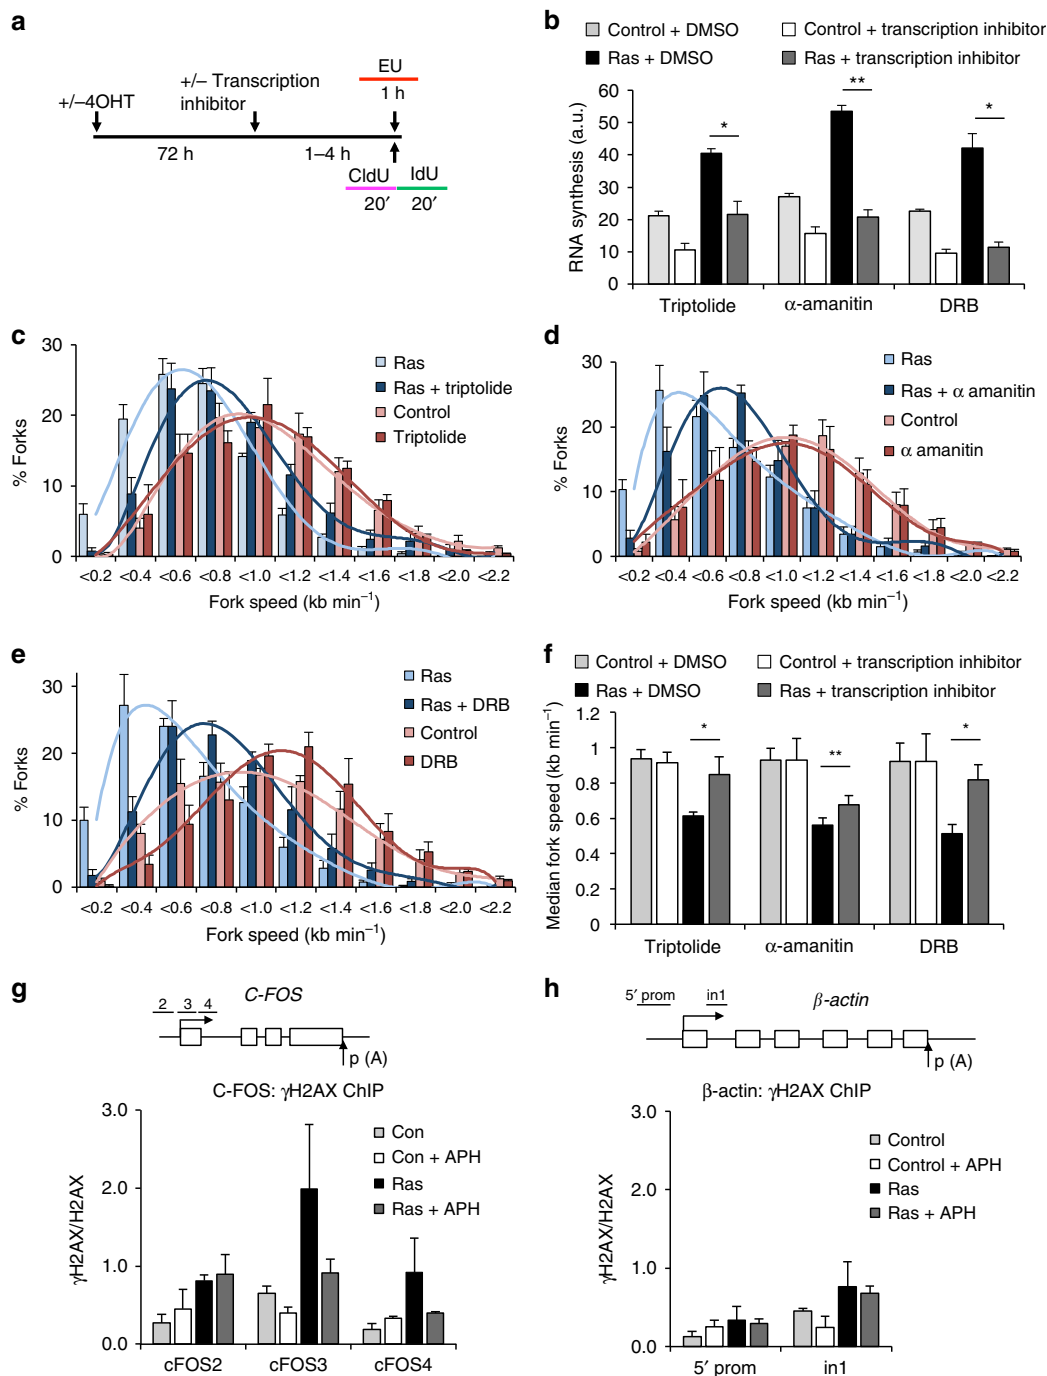 a
+/–4OHT
+/– Transcription
inhibitor
EU
1 h
72 h
1–4 h
CldU
IdU
20′
20′
b
Control + DMSO
Control + transcription inhibitor
Ras + DMSO
Ras + transcription inhibitor
RNA synthesis (a.u.)
60
50
40
30
20
10
0
*
**
*
Triptolide
α-amanitin
DRB
c
% Forks
30
20
10
0
Ras
Ras + triptolide
Control
Triptolide
<0.2 <0.4 <0.6 <0.8 <1.0 <1.2 <1.4 <1.6 <1.8 <2.0 <2.2
Fork speed (kb min⁻¹)
d
% Forks
30
20
10
0
Ras
Ras + α amanitin
Control
α amanitin
<0.2 <0.4 <0.6 <0.8 <1.0 <1.2 <1.4 <1.6 <1.8 <2.0 <2.2
Fork speed (kb min⁻¹)
e
% Forks
30
20
10
0
Ras
Ras + DRB
Control
DRB
<0.2 <0.4 <0.6 <0.8 <1.0 <1.2 <1.4 <1.6 <1.8 <2.0 <2.2
Fork speed (kb min⁻¹)
f
Control + DMSO
Control + transcription inhibitor
Ras + DMSO
Ras + transcription inhibitor
Median fork speed (kb min⁻¹)
1.2
1
0.8
0.6
0.4
0.2
0
*
**
*
Triptolide
α-amanitin
DRB
g
C-FOS
2
3
4
p (A)
C-FOS: γH2AX ChIP
γH2AX/H2AX
3.0
2.0
1.0
0.0
Con
Con + APH
Ras
Ras + APH
cFOS2
cFOS3
cFOS4
h
5′ prom
in1
β-actin
p (A)
β-actin: γH2AX ChIP
γH2AX/H2AX
3.0
2.0
1.0
0.0
Control
Control + APH
Ras
Ras + APH
5′ prom
in1